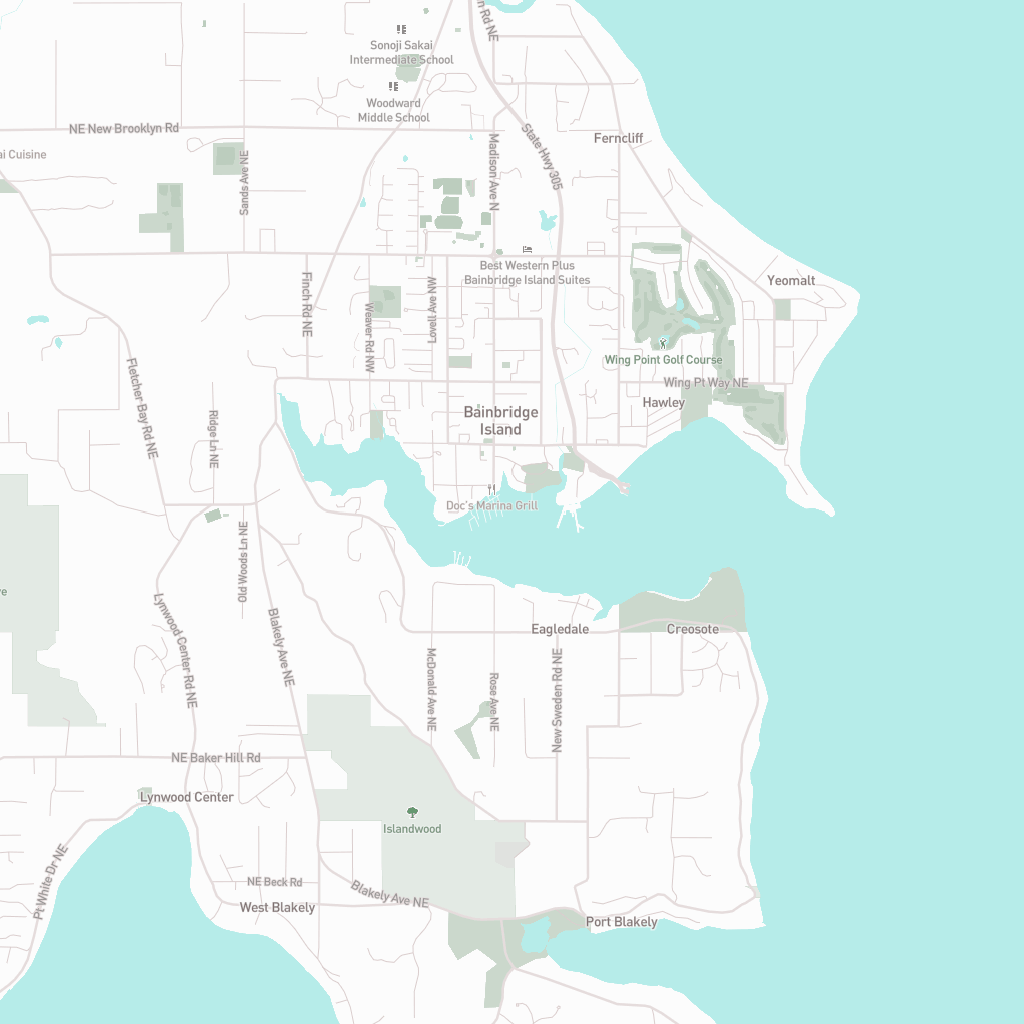 Rd NE
Sonoji Sakai
Intermediate School
Woodward
Middle School
NE New Brooklyn Rd
State Hwy 305
Ferncliff
Cuisine
Sands Ave NE
Madison Ave N
Best Western Plus
Bainbridge Island Suites
Yeomalt
Finch Rd NE
Weaver Rd NW
Lovell Ave NW
Wing Point Golf Course
Wing Pt Way NE
Hawley
Fletcher Bay Rd NE
Ridge Ln NE
Bainbridge
Island
Doc's Marina Grill
Old Woods Ln NE
Lynwood Center Rd NE
Blakely Ave NE
Eagledale
Creosote
McDonald Ave NE
Rose Ave NE
New Sweden Rd NE
NE Baker Hill Rd
Lynwood Center
Islandwood
Pt White Dr NE
NE Beck Rd
Blakely Ave NE
West Blakely
Port Blakely